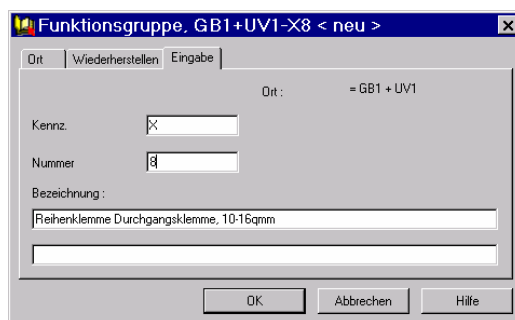 Funktionsgruppe, GB1+UV1-X8 < neu >
Ort Wiederherstellen Eingabe
Ort : = GB1 + UV1
Kennz. X
Nummer 8
Bezeichnung :
Reihenklemme Durchgangsklemme, 10-16qmm
OK Abbrechen Hilfe